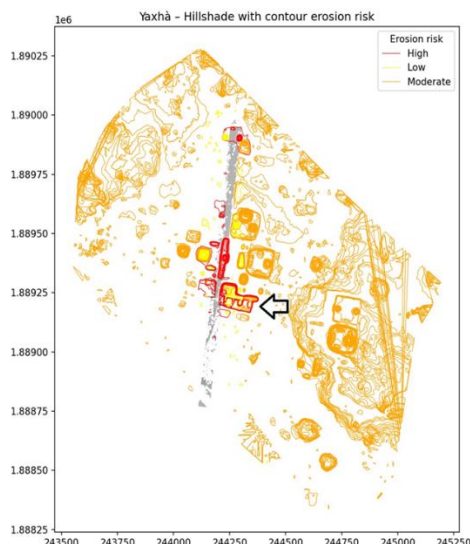 Yaxhà – Hillshade with contour erosion risk
1e6
Erosion risk
High
Low
Moderate
1.89025
1.89000
1.88975
1.88950
1.88925
1.88900
1.88875
1.88850
1.88825
243500 243750 244000 244250 244500 244750 245000 245250